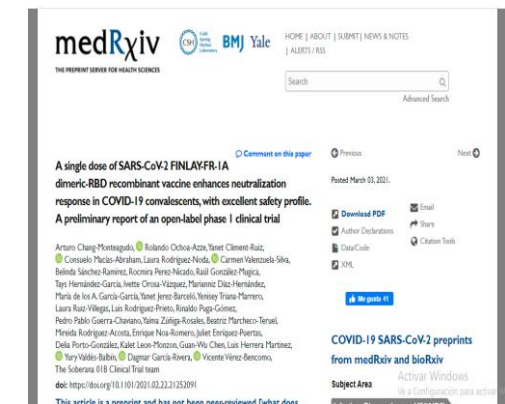 medRxiv
CSH Cold Spring Harbor Laboratory BMJ Yale
THE PREPRINT SERVER FOR HEALTH SCIENCES
HOME | ABOUT | SUBMIT | NEWS & NOTES
| ALERTS / RSS
Search
Advanced Search
Comment on this paper
A single dose of SARS-CoV-2 FINLAY-FR-1A
dimeric-RBD recombinant vaccine enhances neutralization
response in COVID-19 convalescents, with excellent safety profile.
A preliminary report of an open-label phase 1 clinical trial
Arturo Chang-Monteagudo, Rolando Ochoa-Azze, Yanet Climent-Ruiz,
Consuelo Macías-Abraham, Laura Rodríguez-Noda, Carmen Valenzuela-Silva,
Belinda Sánchez-Ramírez, Rocmira Perez-Nicado, Raúl González-Mugica,
Tays Hernández-García, Ivette Orosa-Vázquez, Marianniz Díaz-Hernández,
María de los A. García-García, Yanet Jerez-Barceló, Yenisey Triana-Marrero,
Laura Ruiz-Villegas, Luis Rodríguez-Prieto, Rinaldo Puga-Gómez,
Pedro Pablo Guerra-Chaviano, Yaima Zúñiga-Rosales, Beatriz Marcheco-Teruel,
Mireida Rodríguez-Acosta, Enrique Noa-Romero, Juliet Enríquez-Puertas,
Delia Porto-González, Kalet Leon-Monzon, Guan-Wu Chen, Luis Herrera Martinez,
Yury Valdés-Balbín, Dagmar García-Rivera, Vicente Vérez-Bencomo,
The Soberana 01B Clinical Trial team
doi: https://doi.org/10.1101/2021.02.22.21252091
This article is a preprint and has not been peer-reviewed [what does
Previous
Next
Posted March 03, 2021.
Download PDF
Author Declarations
Data/Code
XML
Email
Share
Citation Tools
Me gusta 41
COVID-19 SARS-CoV-2 preprints
from medRxiv and bioRxiv
Subject Area
Activar Windows
Ve a Configuración para activar